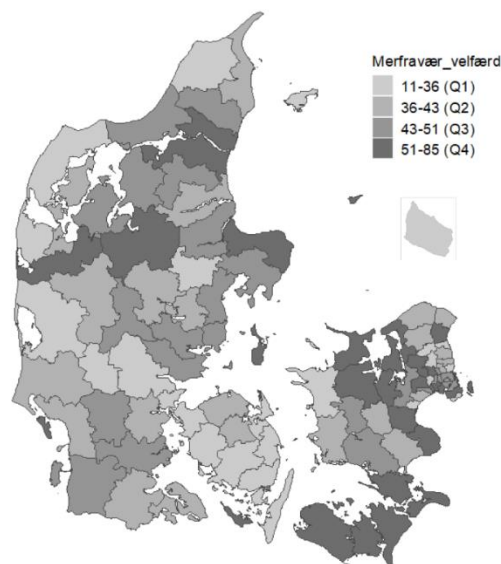 Merfravær_velfærd
11-36 (Q1)
36-43 (Q2)
43-51 (Q3)
51-85 (Q4)